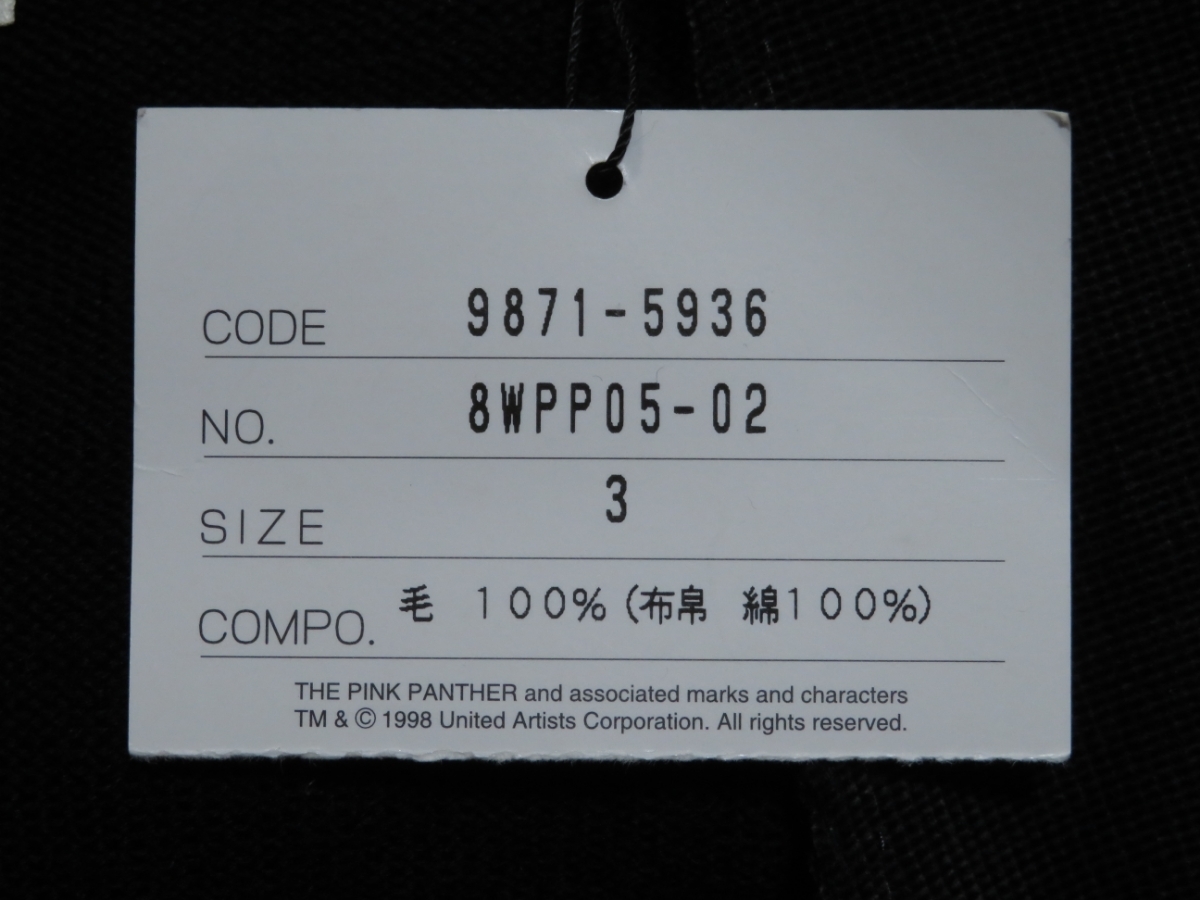 CODE 9871-5936
NO. 8WPP05-02
SIZE 3
COMPO. 毛 100%(布帛 綿100%)
THE PINK PANTHER and associated marks and characters
TM & © 1998 United Artists Corporation. All rights reserved.